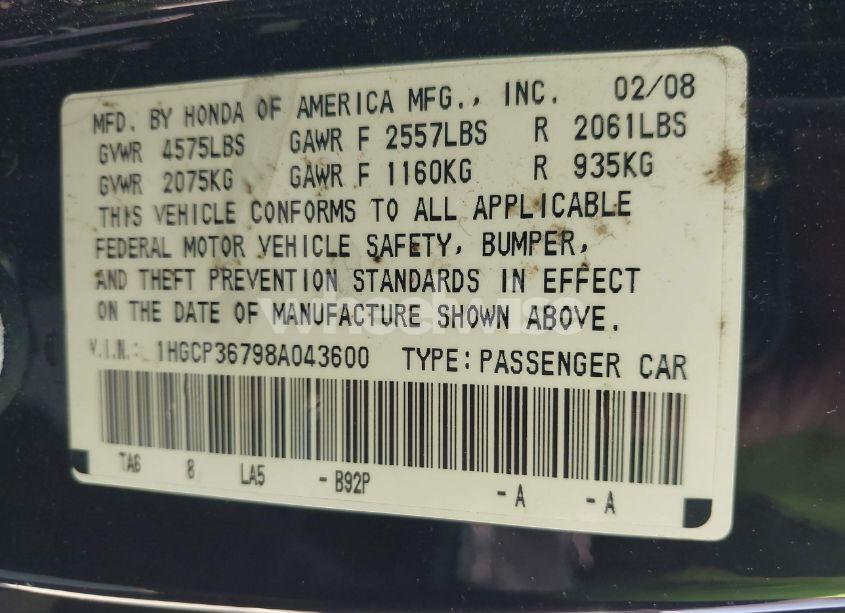 MFD. BY HONDA OF AMERICA MFG., INC. 02/08
GVWR 4575LBS GAWR F 2557LBS R 2061LBS
GVWR 2075KG GAWR F 1160KG R 935KG
THIS VEHICLE CONFORMS TO ALL APPLICABLE
FEDERAL MOTOR VEHICLE SAFETY, BUMPER,
AND THEFT PREVENTION STANDARDS IN EFFECT
ON THE DATE OF MANUFACTURE SHOWN ABOVE.
V.I.N.: 1HGCP36798A043600 TYPE: PASSENGER CAR
TA6 8 LA5 - B92P - A - A